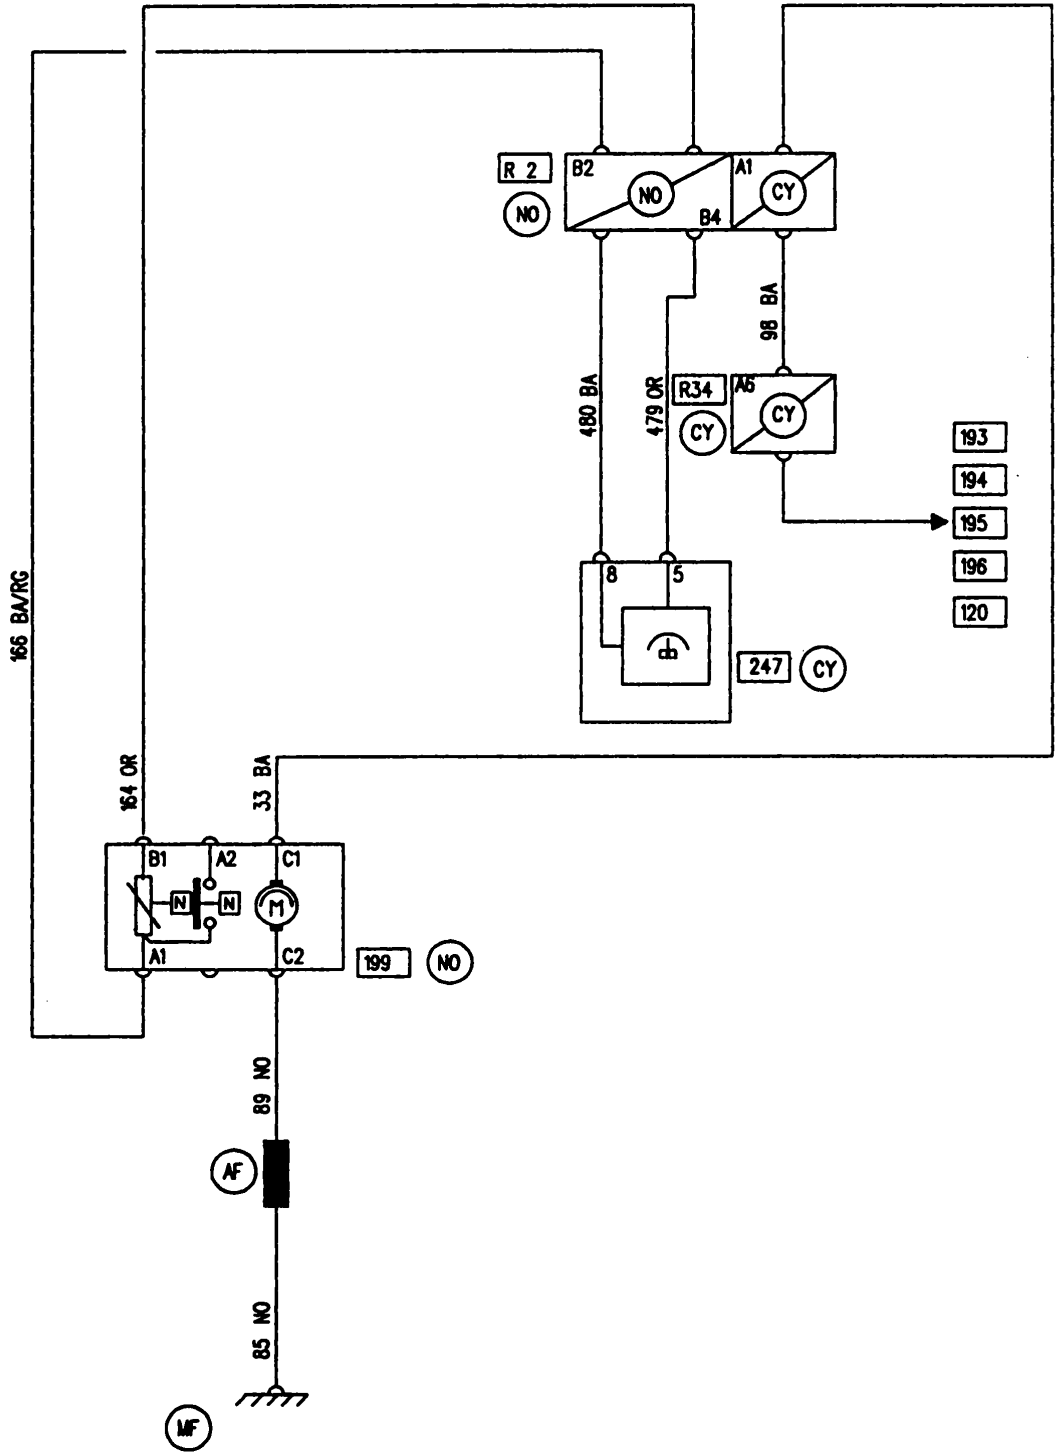 R 2
B2
NO
A1
CY
NO
B4
98 BA
480 BA
479 OR
R34
A6
CY
CY
193
194
195
196
120
8
5
166 BA/RG
247
CY
164 OR
33 BA
B1
A2
C1
N
N
M
A1
C2
199
NO
89 NO
AF
85 NO
MF